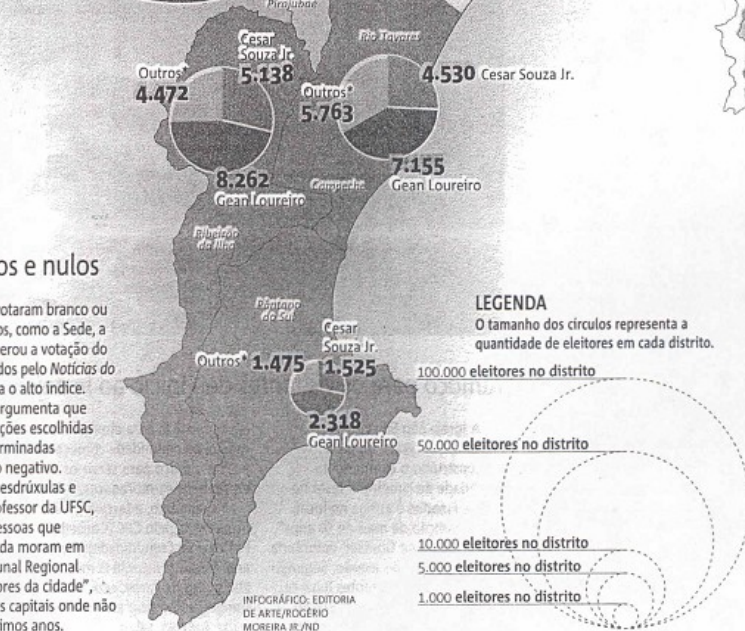 Pirajubaé
Rio Tavares
Cesar
Souza Jr.
5.138
Outros*
4.472
8.262
Gean Loureiro
4.530 Cesar Souza Jr.
Outros*
5.763
7.155
Gean Loureiro
Campeche
Ribeirão
da Ilha
Pântano
do Sul
Cesar
Souza Jr.
1.525
Outros* 1.475
2.318
Gean Loureiro
os e nulos
otaram branco ou
os, como a Sede, a
erou a votação do
dos pelo Notícias do
a o alto índice.
rgumenta que
ções escolhidas
rminadas
o negativo.
esdrúxulas e
ofessor da UFSC,
essoas que
da moram em
unal Regional
ores da cidade”,
s capitais onde não
timos anos.
LEGENDA
O tamanho dos círculos representa a
quantidade de eleitores em cada distrito.
100.000 eleitores no distrito
50.000 eleitores no distrito
10.000 eleitores no distrito
5.000 eleitores no distrito
1.000 eleitores no distrito
INFOGRÁFICO: EDITORIA
DE ARTE/ROGÉRIO
MOREIRA JR./ND